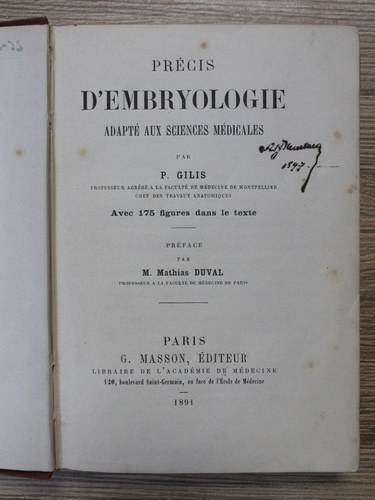 PRÉCIS
D'EMBRYOLOGIE
ADAPTÉ AUX SCIENCES MÉDICALES
PAR
P. GILIS
PROFESSEUR AGRÉGÉ A LA FACULTÉ DE MÉDECINE DE MONTPELLIER
CHEF DES TRAVAUX ANATOMIQUES
Avec 175 figures dans le texte
1897.
PRÉFACE
PAR
M. Mathias DUVAL
PROFESSEUR A LA FACULTÉ DE MÉDECINE DE PARIS
PARIS
G. MASSON, ÉDITEUR
LIBRAIRE DE L'ACADÉMIE DE MÉDECINE
120, boulevard Saint-Germain, en face de l'École de Médecine
1891